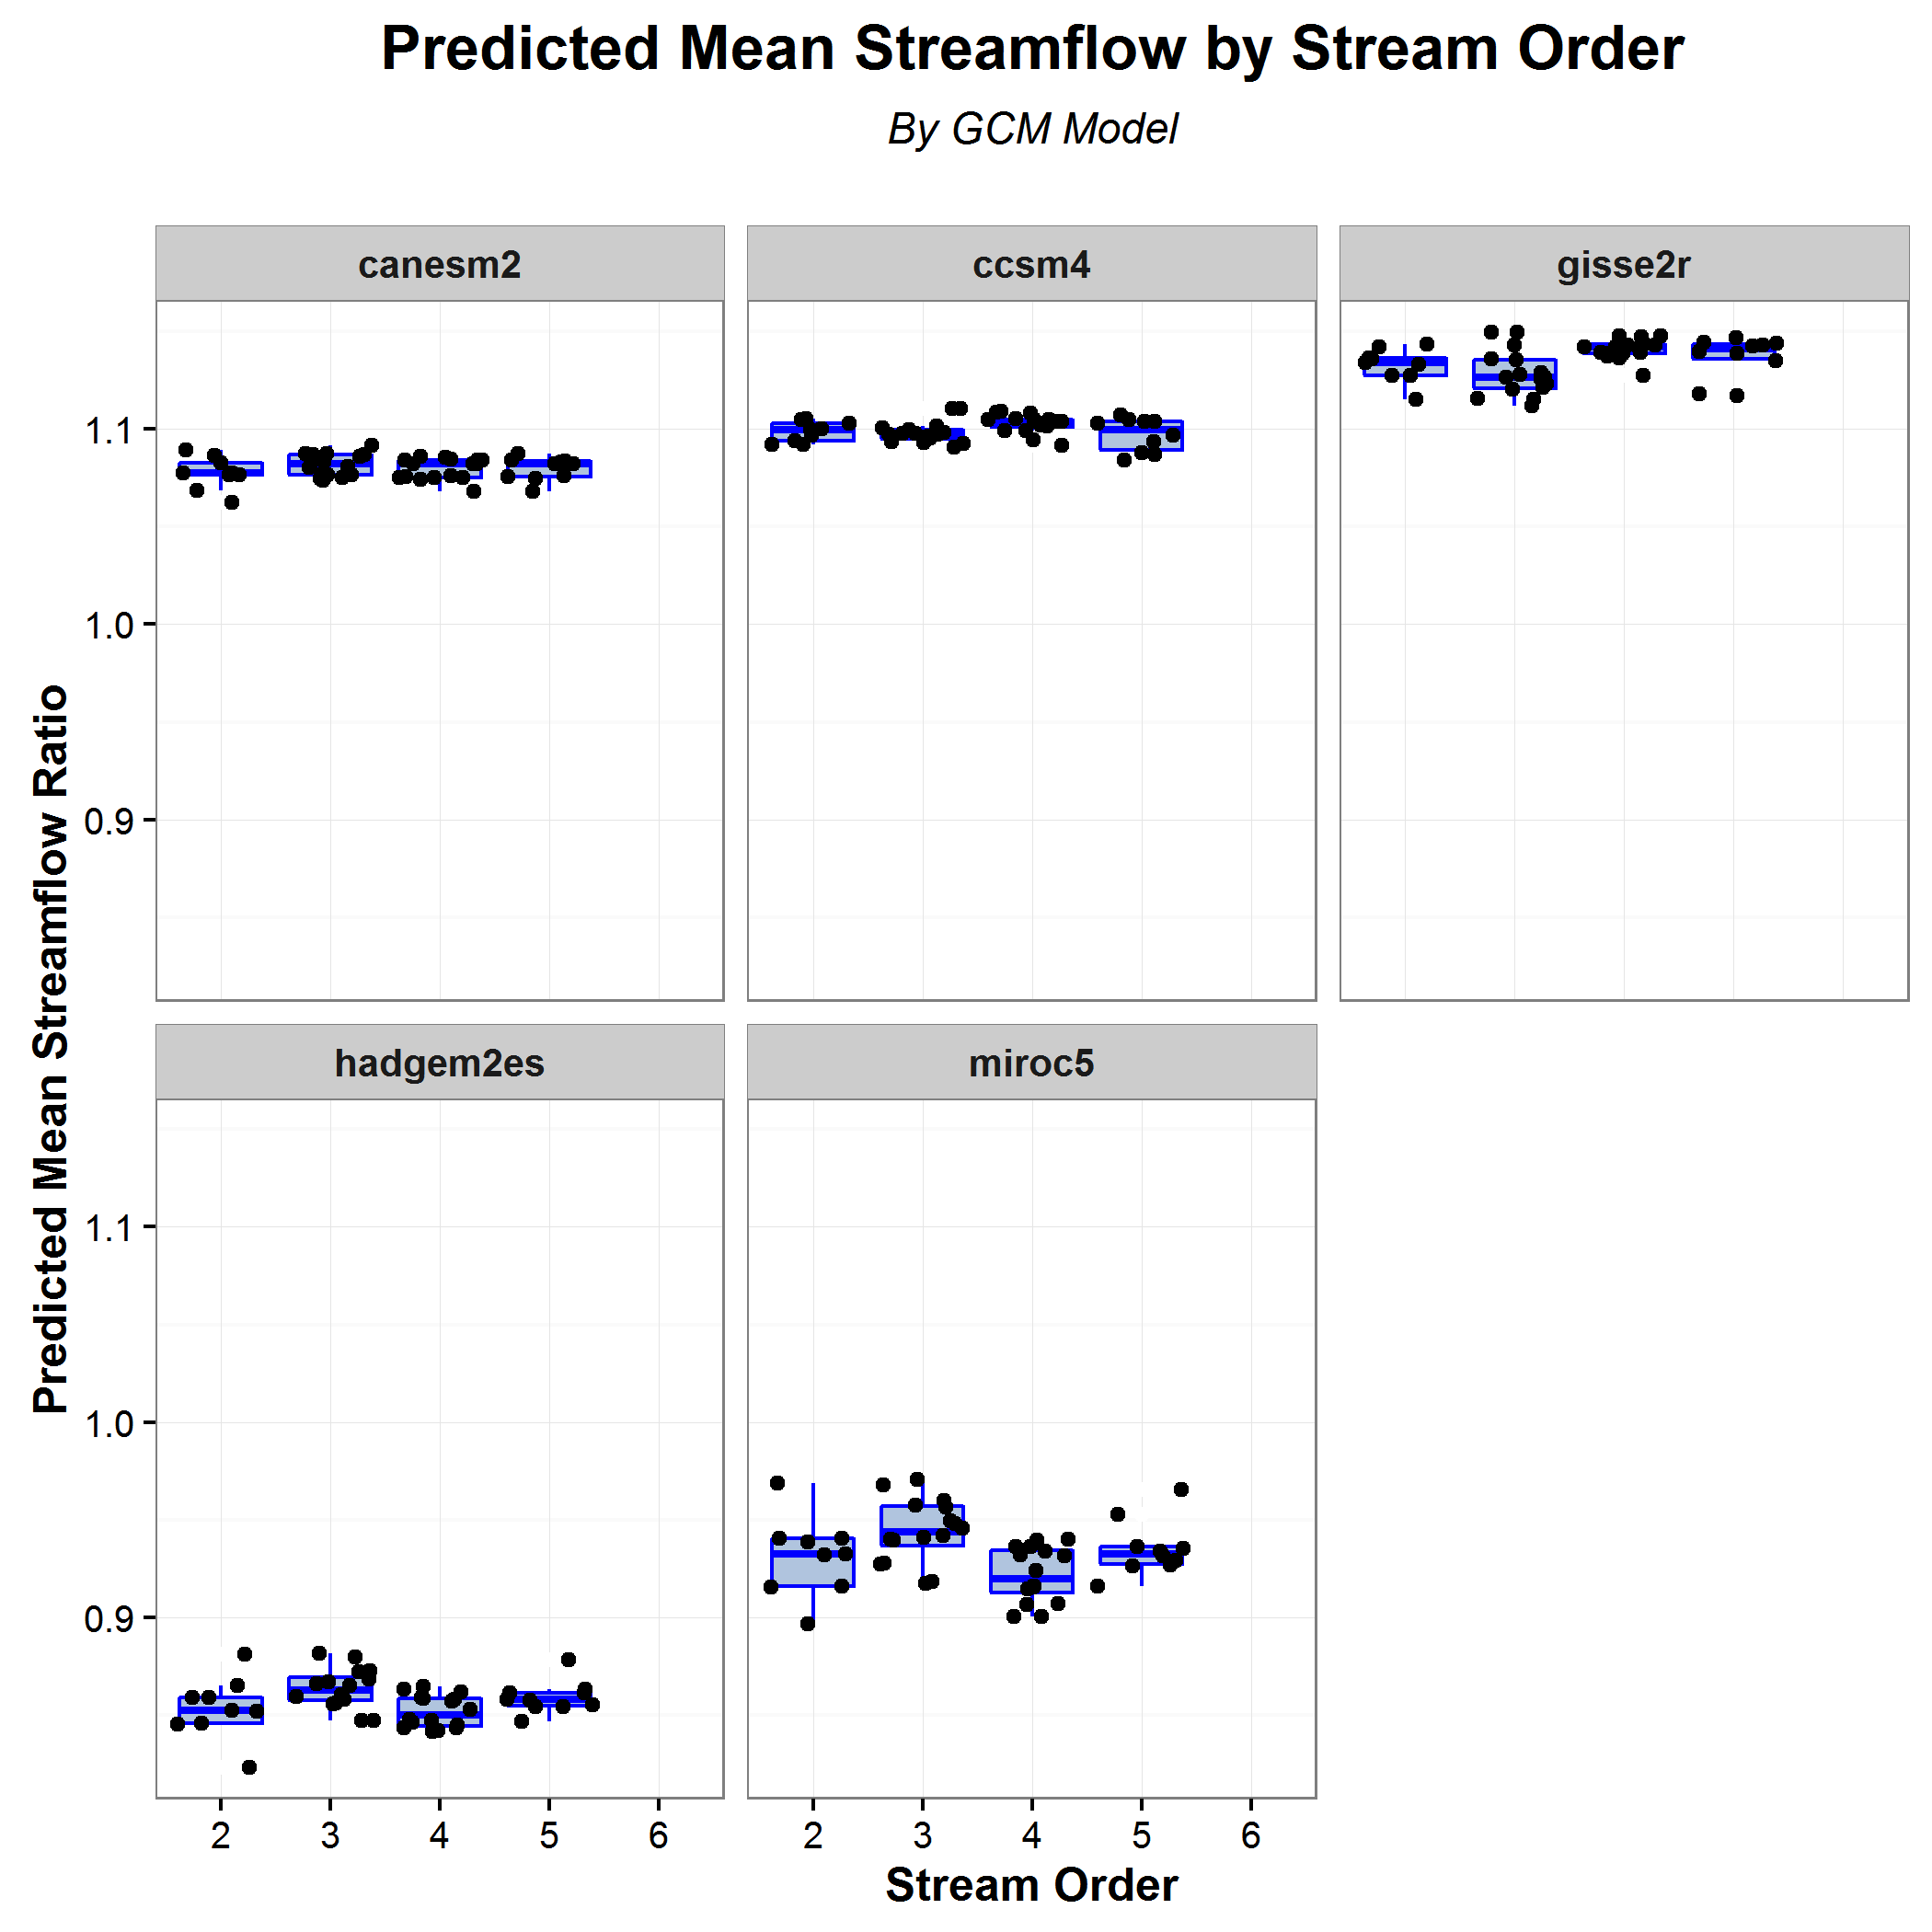 Predicted Mean Streamflow by Stream Order
By GCM Model
canesm2
ccsm4
gisse2r
1.1
1.0
0.9
Predicted Mean Streamflow Ratio
hadgem2es
miroc5
1.1
1.0
0.9
2 3 4 5 6
2 3 4 5 6
Stream Order